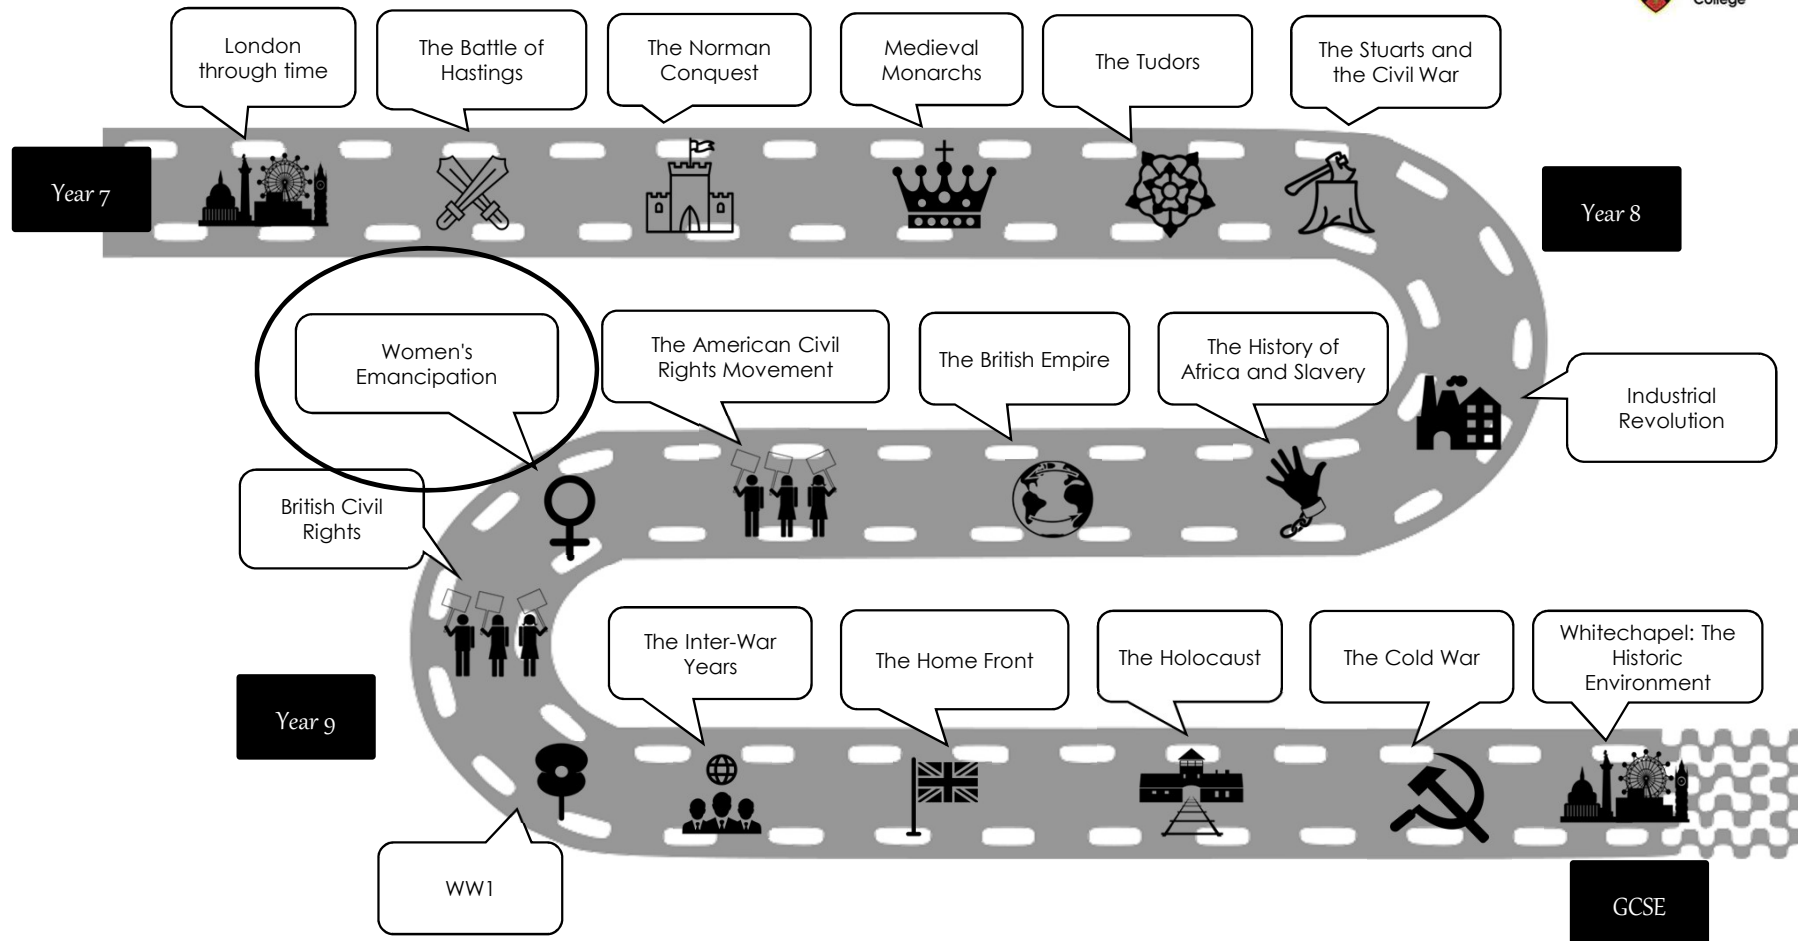 College
London
through time
The Battle of
Hastings
The Norman
Conquest
Medieval
Monarchs
The Tudors
The Stuarts and
the Civil War
Year 7
Year 8
Women's
Emancipation
The American Civil
Rights Movement
The British Empire
The History of
Africa and Slavery
Industrial
Revolution
British Civil
Rights
The Inter-War
Years
The Home Front
The Holocaust
The Cold War
Whitechapel: The
Historic
Environment
Year 9
WW1
GCSE